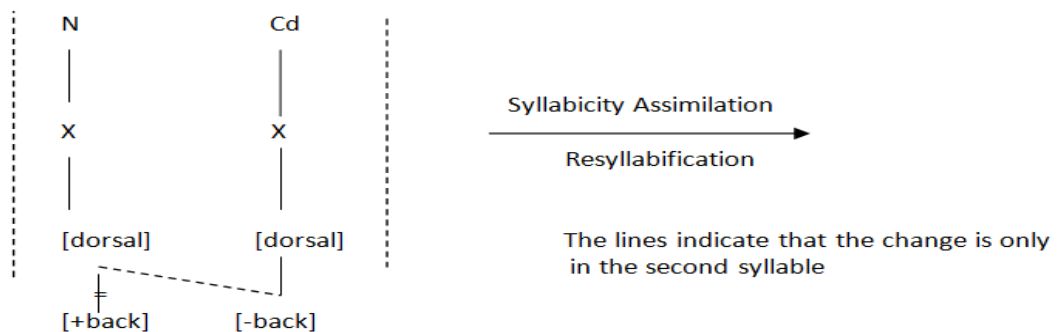 N Cd
Syllabicity Assimilation
X X
Resyllabification
[dorsal] [dorsal]
The lines indicate that the change is only
in the second syllable
[+back] [-back]